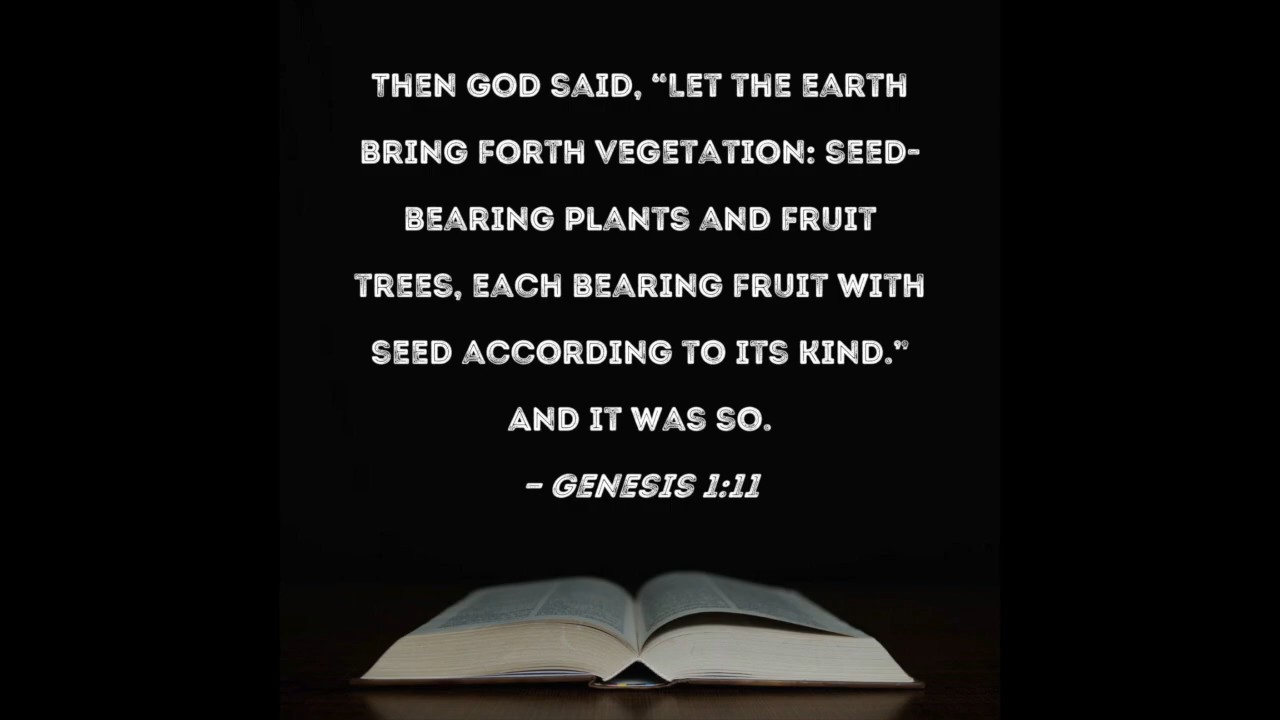 THEN GOD SAID, “LET THE EARTH
BRING FORTH VEGETATION: SEED-
BEARING PLANTS AND FRUIT
TREES, EACH BEARING FRUIT WITH
SEED ACCORDING TO ITS KIND.”
AND IT WAS SO.
– GENESIS 1:11